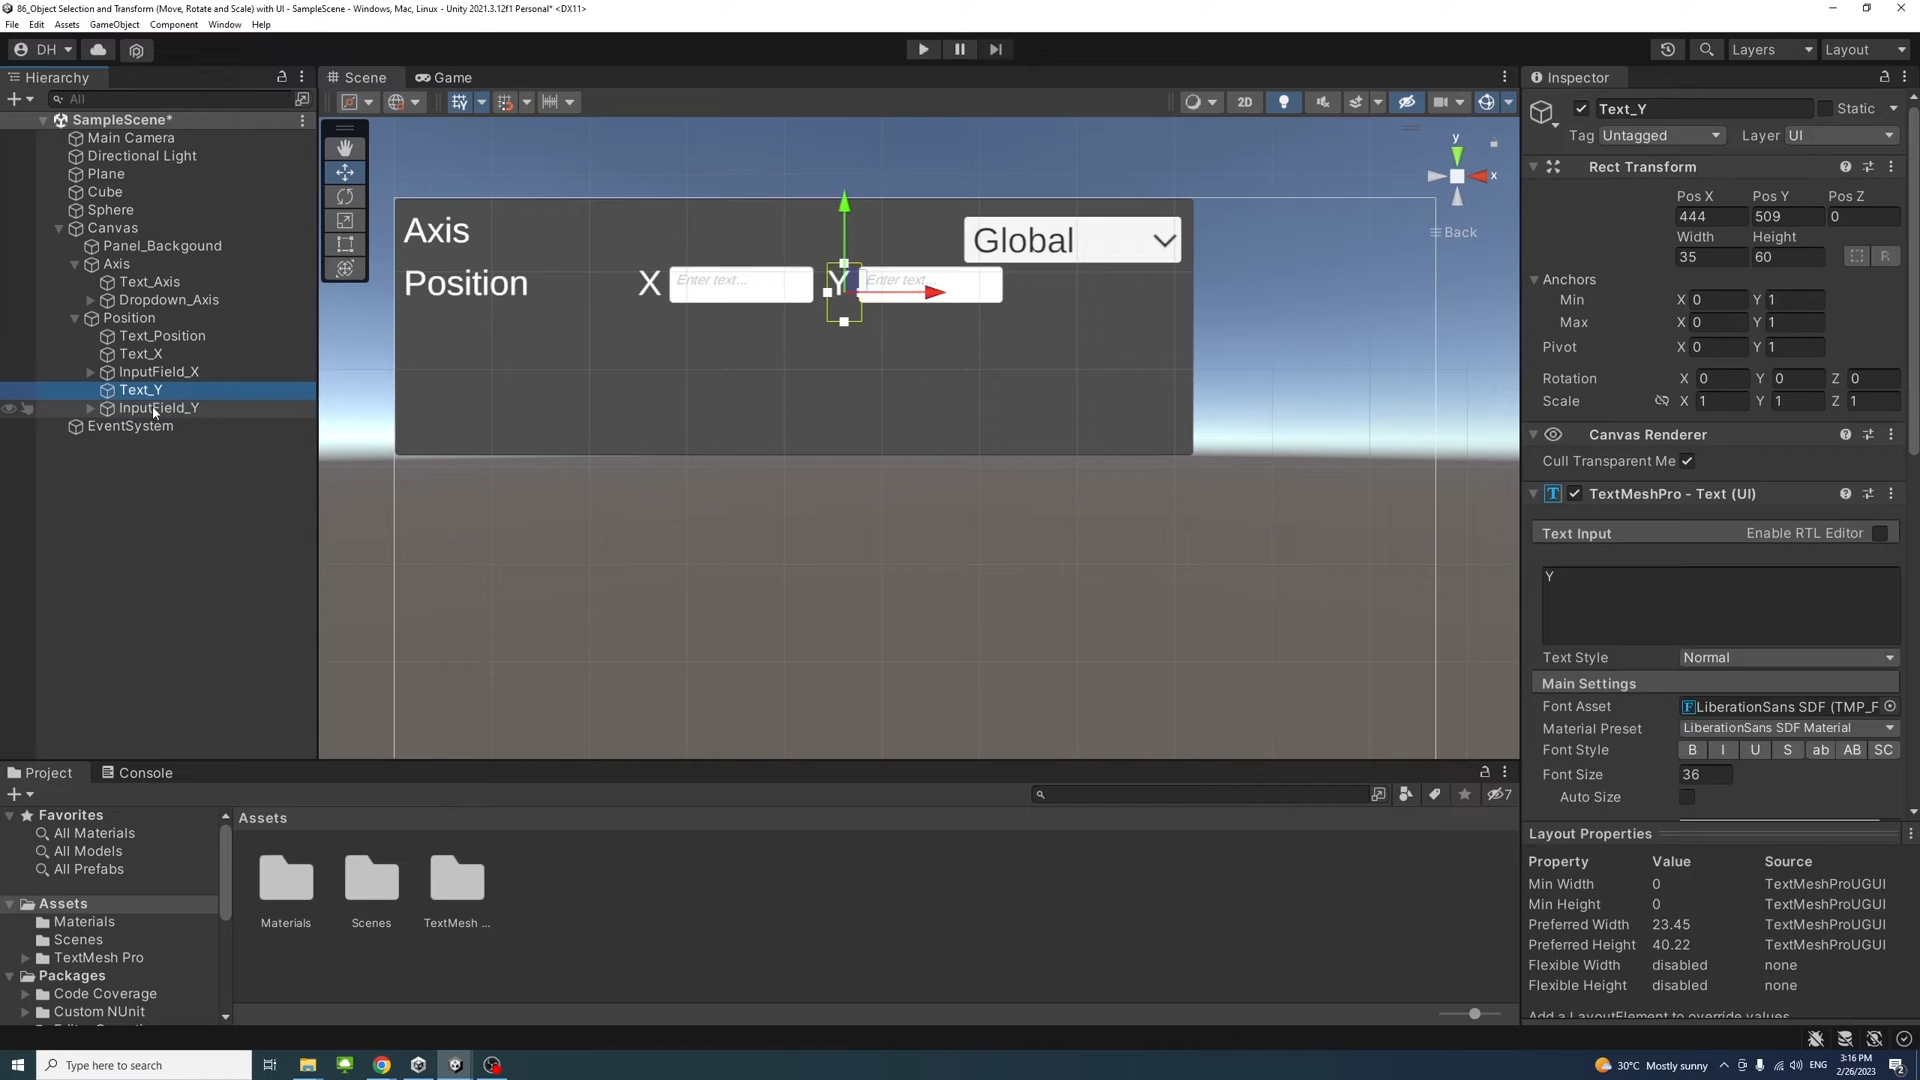 86_Object Selection and Transform (Move, Rotate and Scale) with UI - SampleScene - Windows, Mac, Linux - Unity 2021.3.12f1 Personal* <DX11>
File Edit Assets GameObject Component Window Help
DH Layers Layout
Hierarchy
All
SampleScene*
Main Camera
Directional Light
Plane
Cube
Sphere
Canvas
Panel_Backgound
Axis
Text_Axis
Dropdown_Axis
Position
Text_Position
Text_X
InputField_X
Text_Y
InputField_Y
EventSystem
Scene Game
2D
Axis Global
Position X Enter text... Y Enter text...
y
x
Back
Inspector
Text_Y Static
Tag Untagged Layer UI
Rect Transform
Pos X Pos Y Pos Z
444 509 0
Width Height
35 60
R
Anchors
Min X 0 Y 1
Max X 0 Y 1
Pivot X 0 Y 1
Rotation X 0 Y 0 Z 0
Scale X 1 Y 1 Z 1
Canvas Renderer
Cull Transparent Me
TextMeshPro - Text (UI)
Text Input Enable RTL Editor
Y
Text Style Normal
Main Settings
Font Asset LiberationSans SDF (TMP_F
Material Preset LiberationSans SDF Material
Font Style B I U S ab AB SC
Font Size 36
Auto Size
Layout Properties
Property Value Source
Min Width 0 TextMeshProUGUI
Min Height 0 TextMeshProUGUI
Preferred Width 23.45 TextMeshProUGUI
Preferred Height 40.22 TextMeshProUGUI
Flexible Width disabled none
Flexible Height disabled none
Add a LayoutElement to override values
Project Console
7
Favorites
All Materials
All Models
All Prefabs
Assets
Materials
Scenes
TextMesh Pro
Packages
Code Coverage
Custom NUnit
Assets
Materials Scenes TextMesh ...
Type here to search
30°C Mostly sunny ENG 3:16 PM
2/26/2023
2